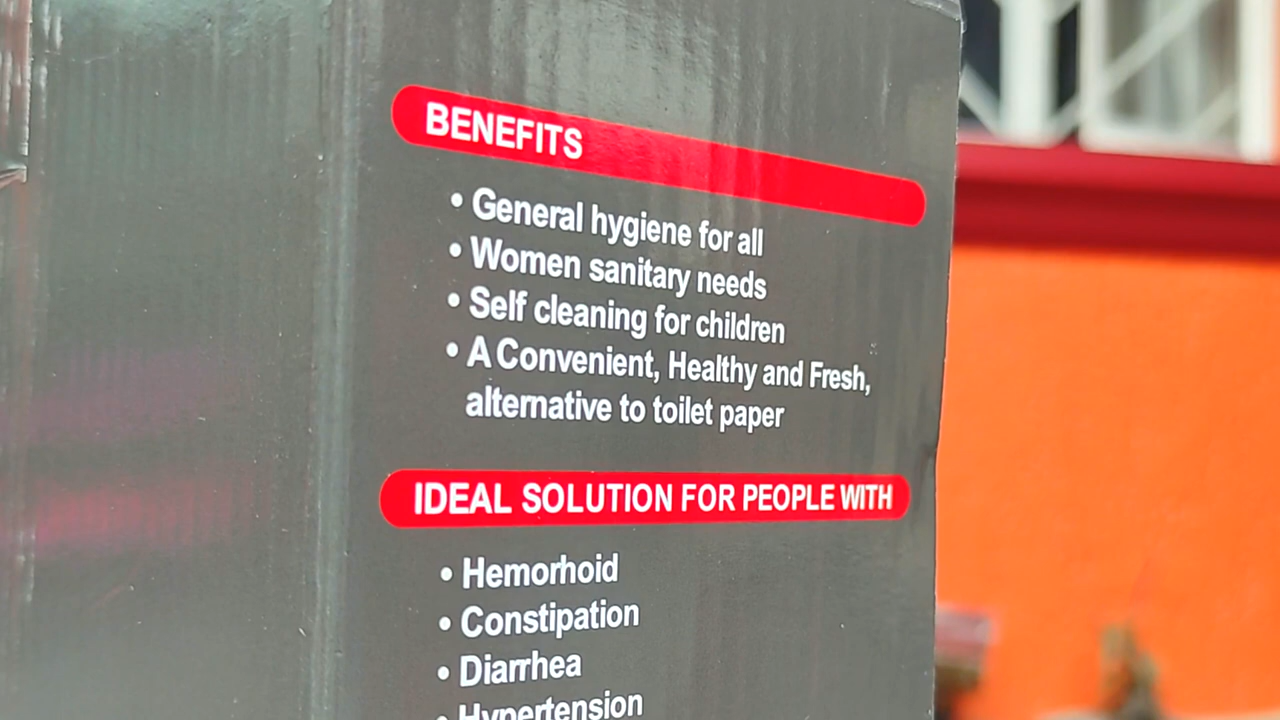 BENEFITS
• General hygiene for all
• Women sanitary needs
• Self cleaning for children
• A Convenient, Healthy and Fresh,
alternative to toilet paper
IDEAL SOLUTION FOR PEOPLE WITH
• Hemorhoid
• Constipation
• Diarrhea
• Hypertension